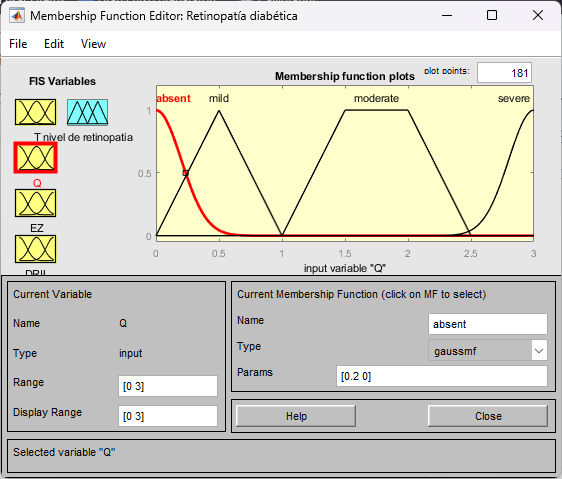 Membership Function Editor: Retinopatía diabética
File Edit View
FIS Variables
T nivel de retinopatia
Q
EZ
DRIL
Membership function plots
plot points:
181
absent mild moderate severe
1
0.5
0
0 0.5 1 1.5 2 2.5 3
input variable "Q"
Current Variable
Name Q
Type input
Range [0 3]
Display Range [0 3]
Current Membership Function (click on MF to select)
Name absent
Type gaussmf
Params [0.2 0]
Help Close
Selected variable "Q"